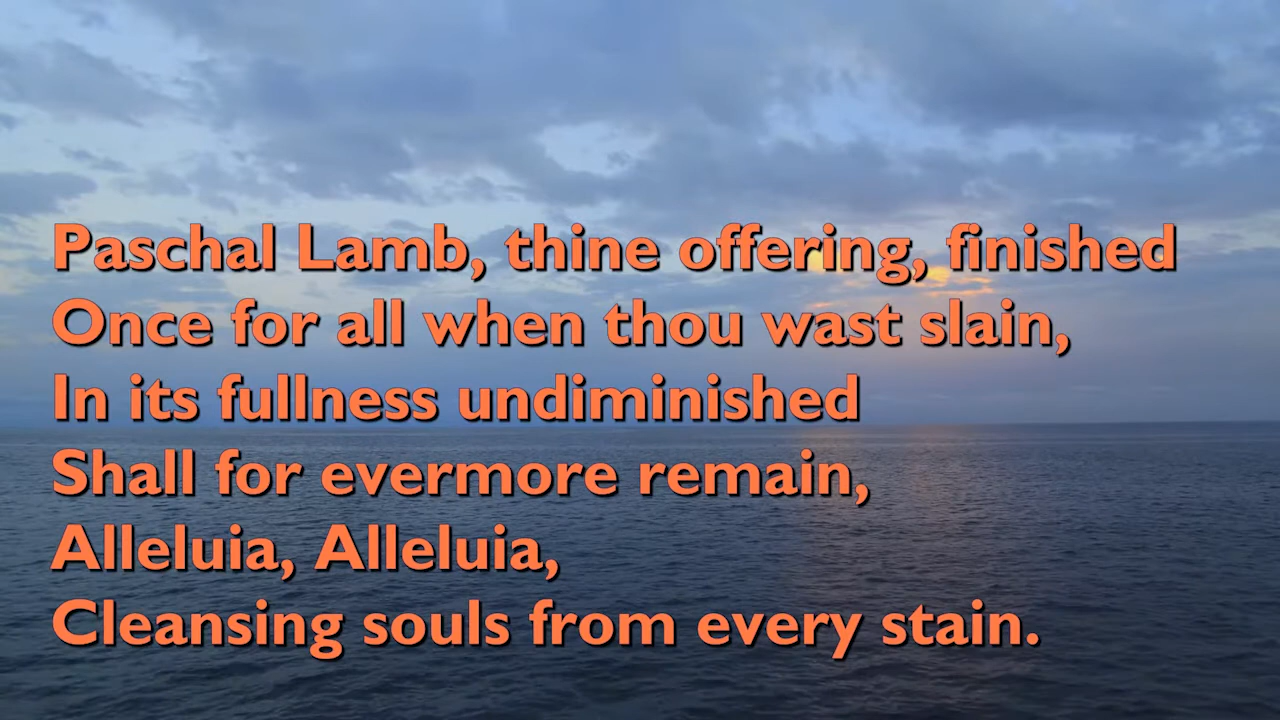 Paschal Lamb, thine offering, finished
Once for all when thou wast slain,
In its fullness undiminished
Shall for evermore remain,
Alleluia, Alleluia,
Cleansing souls from every stain.